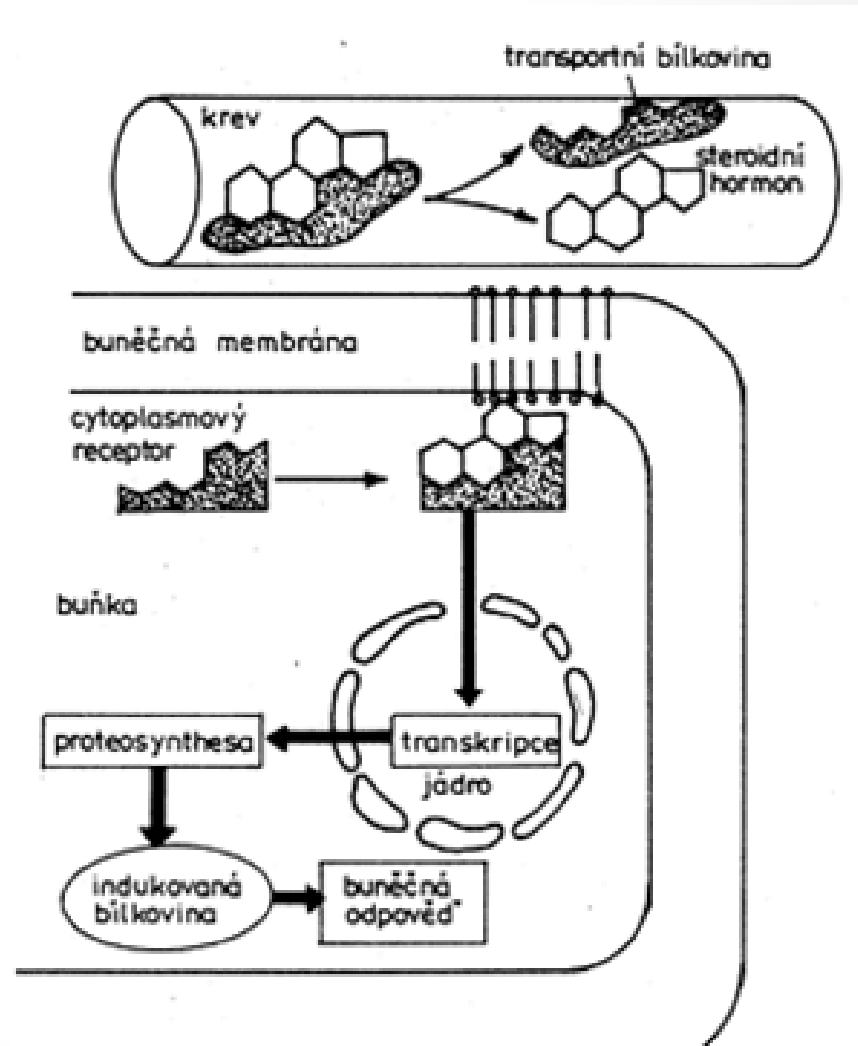 transportní bílkovina
krev
steroidní
hormon
buněčná membrána
cytoplasmový
receptor
buňka
proteosynthesa
transkripce
jádro
indukovaná
bílkovina
buněčná
odpověď